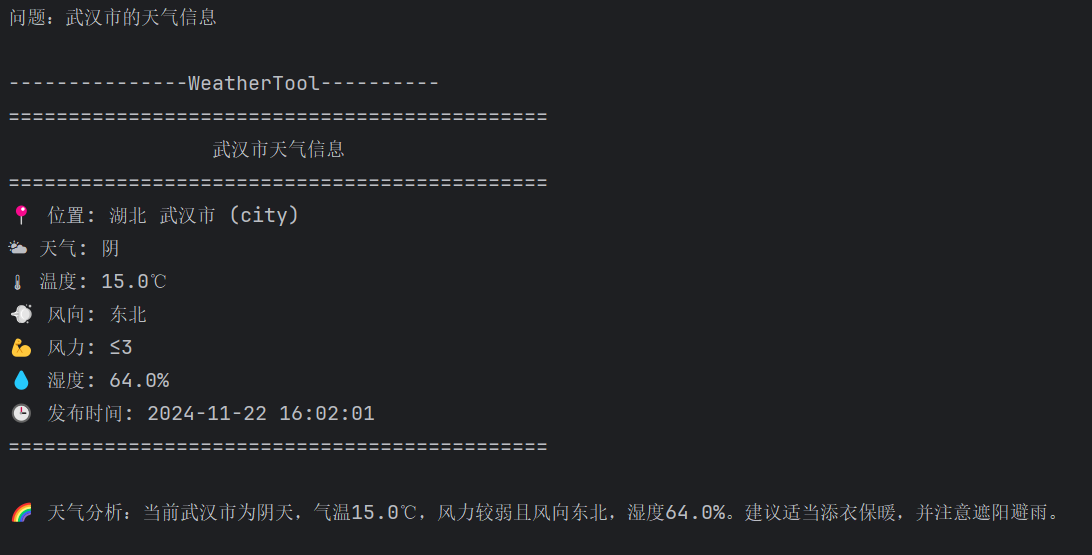 问题：武汉市的天气信息
---------------WeatherTool----------
=============================================
武汉市天气信息
=============================================
📍 位置: 湖北 武汉市 (city)
🌥 天气: 阴
🌡 温度: 15.0℃
💨 风向: 东北
💪 风力: ≤3
💧 湿度: 64.0%
🕒 发布时间: 2024-11-22 16:02:01
=============================================
🌈 天气分析：当前武汉市为阴天，气温15.0℃，风力较弱且风向东北，湿度64.0%。建议适当添衣保暖，并注意遮阳避雨。